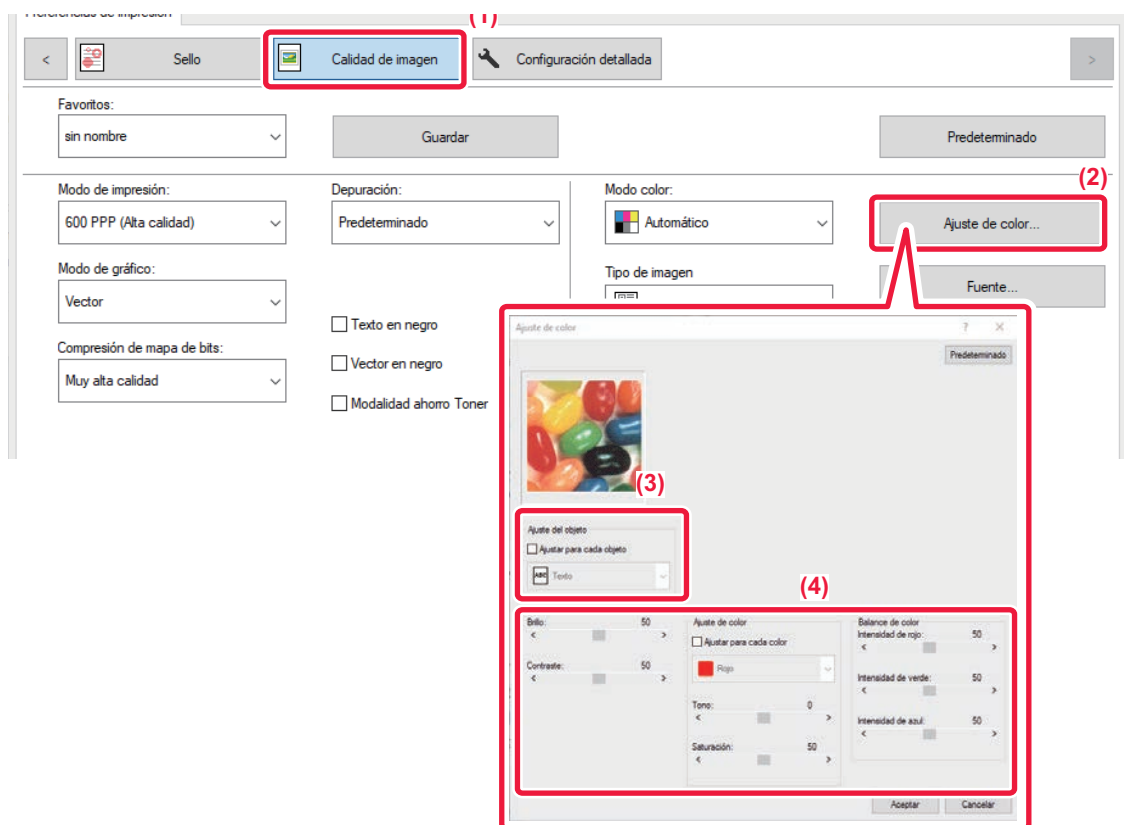 Preferencias de impresión
(1)
<
Sello
Calidad de imagen
Configuración detallada
>
Favoritos:
sin nombre
Guardar
Predeterminado
(2)
Modo de impresión:
Depuración:
Modo color:
600 PPP (Alta calidad)
Predeterminado
Automático
Ajuste de color...
Modo de gráfico:
Tipo de imagen
Vector
Fuente...
Texto en negro
Compresión de mapa de bits:
Vector en negro
Muy alta calidad
Modalidad ahorro Toner
Ajuste de color
?
Predeterminado
(3)
Ajuste del objeto
Ajustar para cada objeto
ABC Texto
(4)
Brillo: 50
Contraste: 50
Ajuste de color
Ajustar para cada color
Rojo
Tono: 0
Saturación: 50
Balance de color
Intensidad de rojo: 50
Intensidad de verde: 50
Intensidad de azul: 50
Aceptar
Cancelar